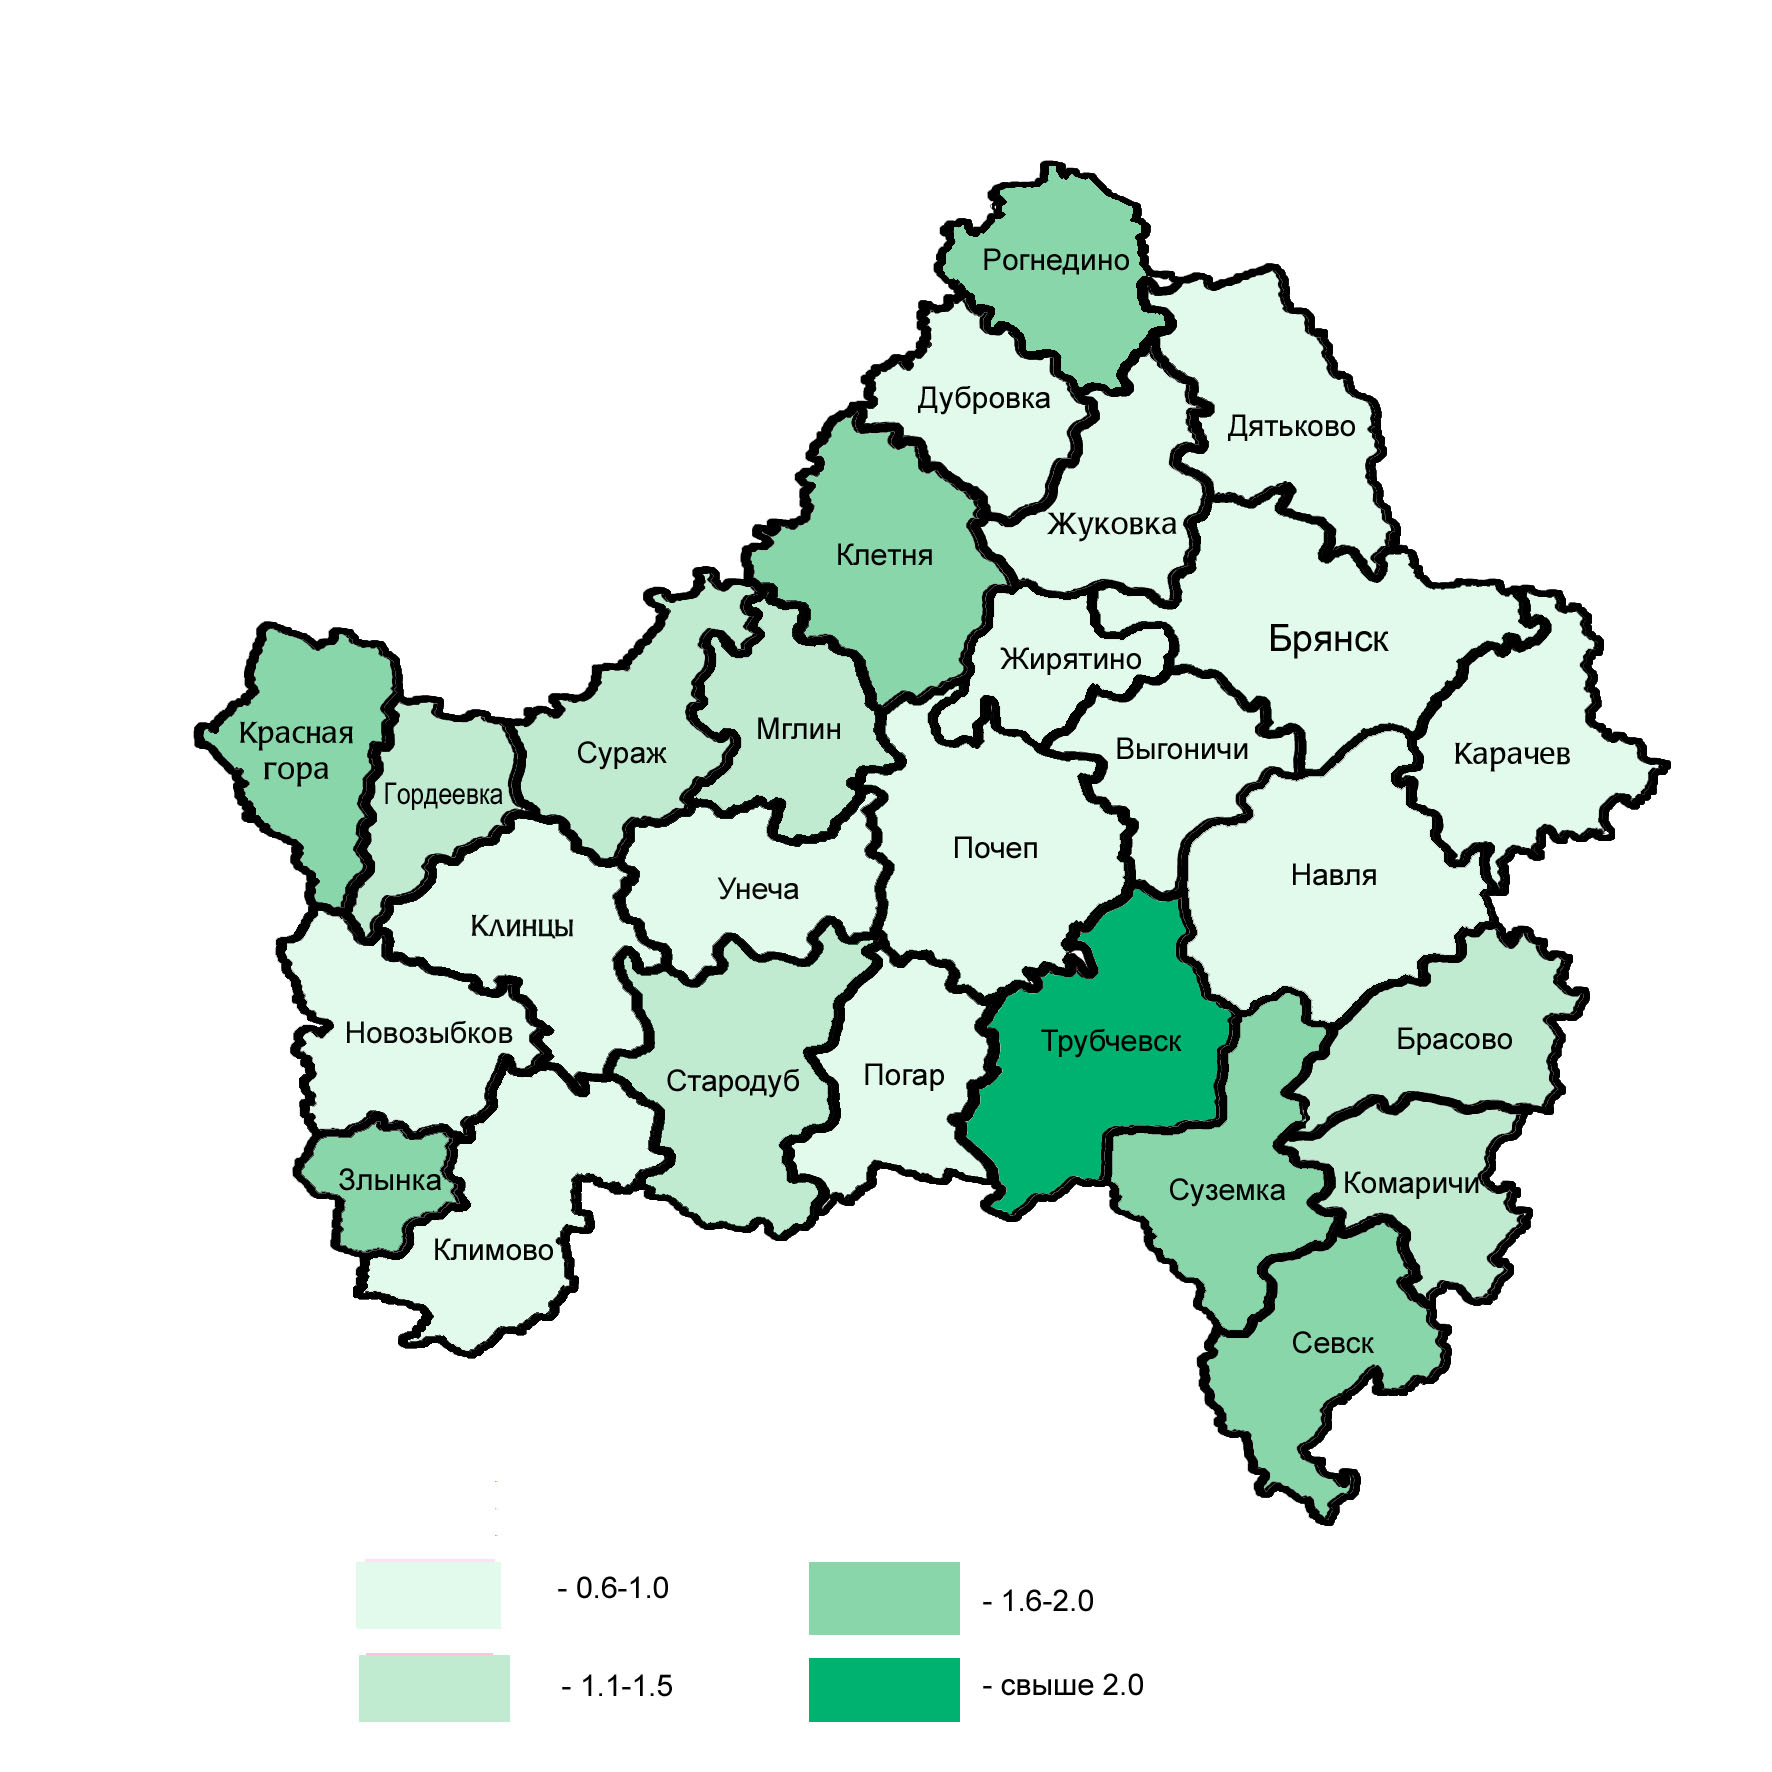 Рогнедино
Дубровка
Дятьково
Жуковка
Клетня
Брянск
Жирятино
Красная
гора
Мглин
Сураж
Выгоничи
Карачев
Гордеевка
Почеп
Навля
Унеча
Клинцы
Новозыбков
Трубчевск
Брасово
Стародуб
Погар
Злынка
Суземка
Комаричи
Климово
Севск
- 0.6-1.0
- 1.6-2.0
- 1.1-1.5
- свыше 2.0